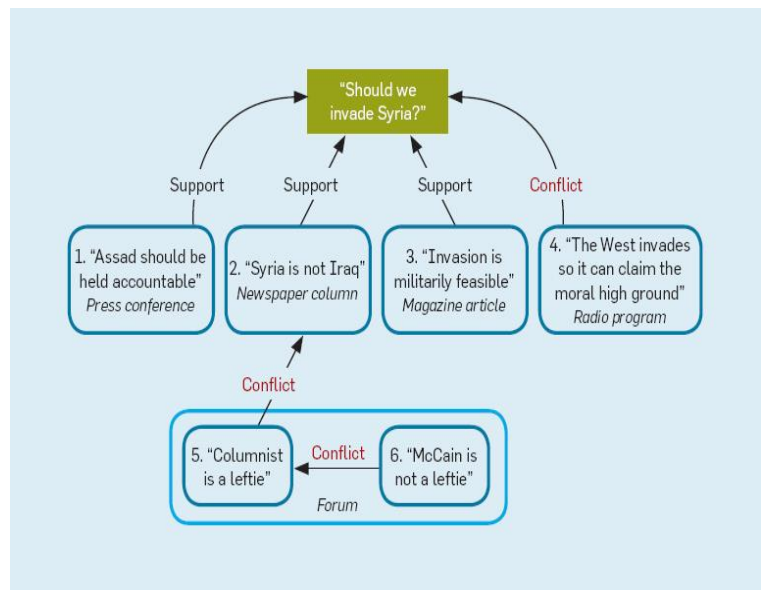 “Should we
invade Syria?”
Support
Support
Support
Conflict
1. “Assad should be
held accountable”
Press conference
2. “Syria is not Iraq”
Newspaper column
3. “Invasion is
militarily feasible”
Magazine article
4. “The West invades
so it can claim the
moral high ground”
Radio program
Conflict
5. “Columnist
is a leftie”
Conflict
6. “McCain is
not a leftie”
Forum